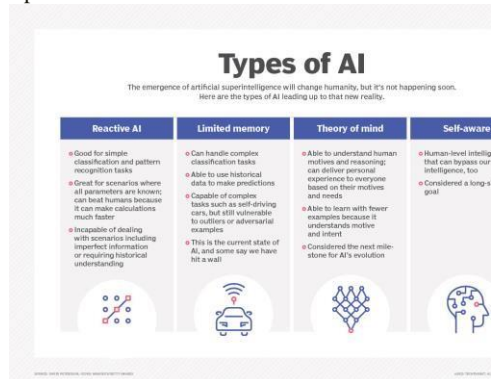 Types of AI
The emergence of artificial superintelligence will change humanity, but it's not happening soon.
Here are the types of AI leading up to that new reality.
Reactive AI
Good for simple
classification and pattern
recognition tasks
Great for scenarios where
all parameters are known;
can beat humans because
it can make calculations
much faster
Incapable of dealing
with scenarios including
imperfect information
or requiring historical
understanding
Limited memory
Can handle complex
classification tasks
Able to use historical
data to make predictions
Capable of complex
tasks such as self-driving
cars, but still vulnerable
to outliers or adversarial
examples
This is the current state of
AI, and some say we have
hit a wall
Theory of mind
Able to understand human
motives and reasoning;
can deliver personal
experience to everyone
based on their motives
and needs
Able to learn with fewer
examples because it
understands motive
and intent
Considered the next mile-
stone for AI's evolution
Self-aware
Human-level intellig
that can bypass our
intelligence, too
Considered a long-s
goal